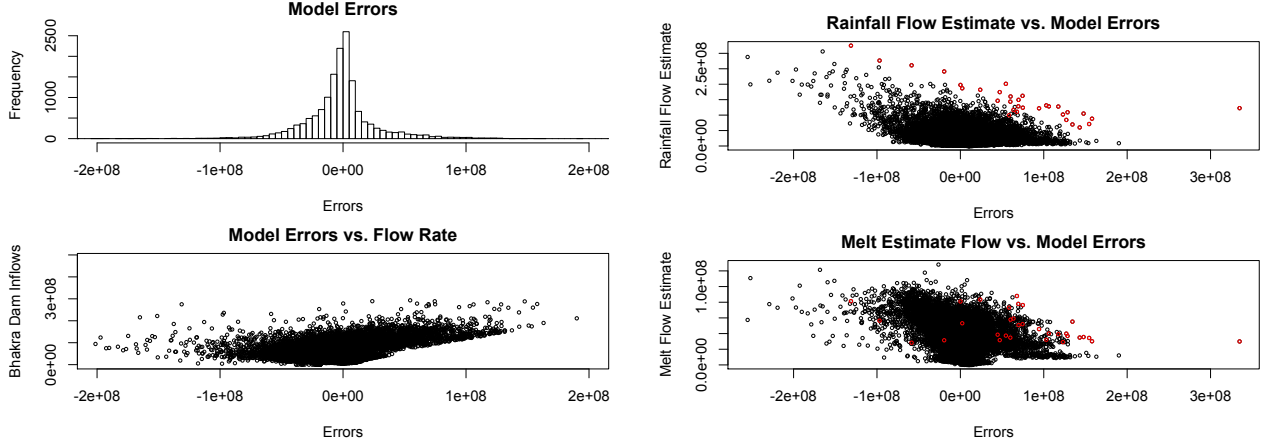 Model Errors
Frequency
0 1000 2500
-2e+08 -1e+08 0e+00 1e+08 2e+08
Errors
Model Errors vs. Flow Rate
Bhakra Dam Inflows
0e+00 3e+08
-2e+08 -1e+08 0e+00 1e+08 2e+08
Errors
Rainfall Flow Estimate vs. Model Errors
Rainfall Flow Estimate
0.0e+00 2.5e+08
-2e+08 -1e+08 0e+00 1e+08 2e+08 3e+08
Errors
Melt Estimate Flow vs. Model Errors
Melt Flow Estimate
0.0e+00 1.0e+08
-2e+08 -1e+08 0e+00 1e+08 2e+08 3e+08
Errors